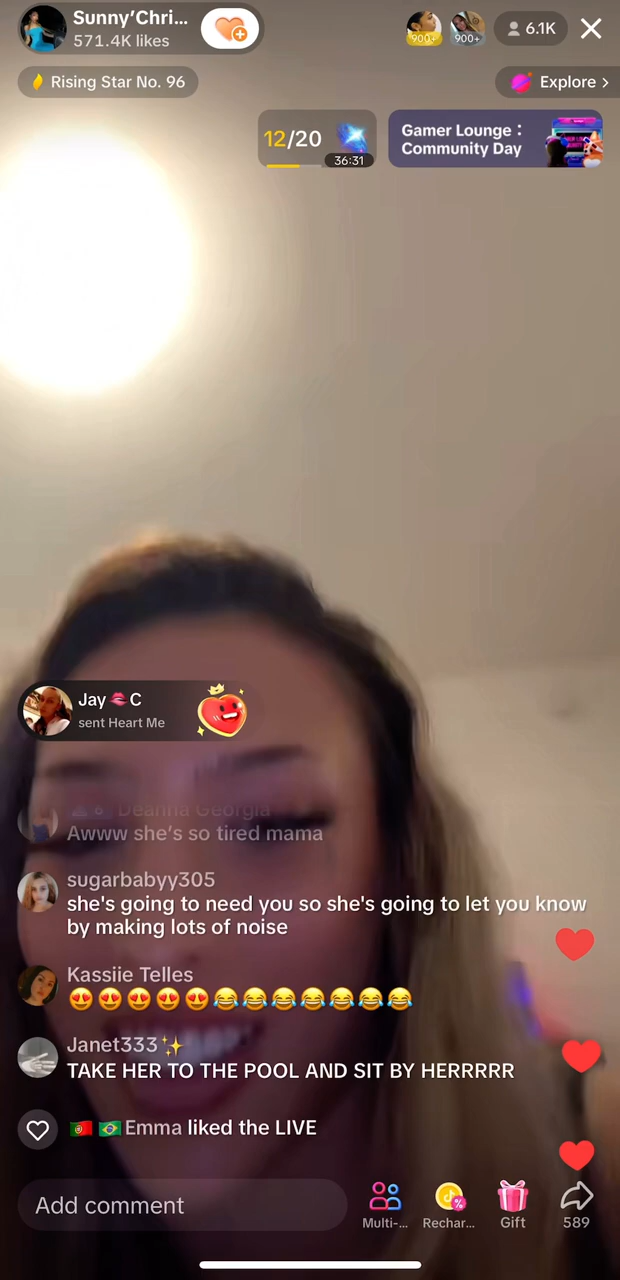 Sunny’Chri...
571.4K likes
900+
900+
6.1K
Rising Star No. 96
Explore >
12/20
36:31
Gamer Lounge :
Community Day
Jay💋C
sent Heart Me
Deanna Georgia
Awww she's so tired mama
sugarbabyy305
she's going to need you so she's going to let you know
by making lots of noise
Kassiie Telles
😍😍😍😍😍😂😂😂😂😂😂😂
Janet333✨
TAKE HER TO THE POOL AND SIT BY HERRRRR
🇵🇹 🇧🇷Emma liked the LIVE
Add comment
Multi-...
Rechar...
Gift
589